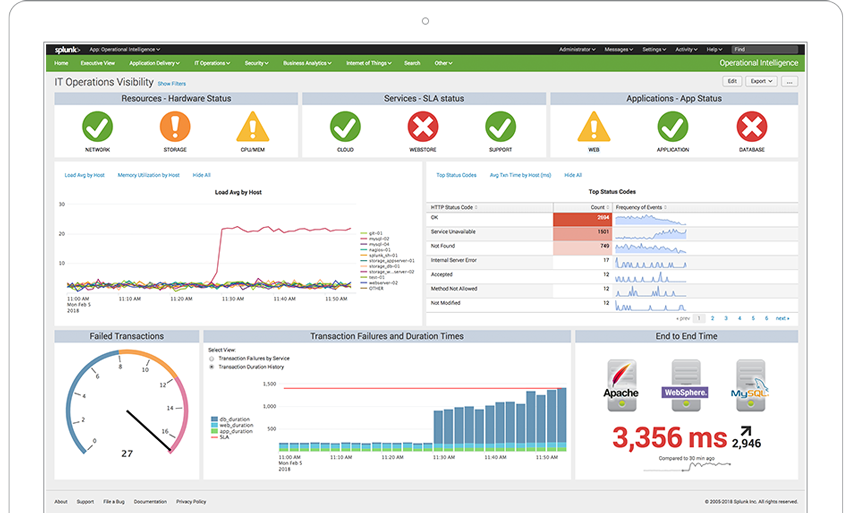 splunk> App: Operational Intelligence Administrator Messages Settings Activity Help Find
Home Executive View Application Delivery IT Operations Security Business Analytics Internet of Things Search Other Operational Intelligence
IT Operations Visibility Show Filters Edit Export ...
Resources - Hardware Status Services - SLA status Applications - App Status
NETWORK STORAGE CPU/MEM CLOUD WEBSTORE SUPPORT WEB APPLICATION DATABASE
Load Avg by Host Memory Utilization by Host Hide All
Load Avg by Host
30
20
10
git-01
mysql-02
mysql-04
nagios-01
splunk_sh-01
storage_appserver-01
storage_db-01
storage_w...server-02
test-01
webserver-02
OTHER
11:00 AM 11:10 AM 11:20 AM 11:30 AM 11:40 AM 11:50 AM
Mon Feb 5
2018
Top Status Codes Avg Txn Time by Host (ms) Hide All
Top Status Codes
HTTP Status Code Count Frequency of Events
OK 2094
Service Unavailable 1501
Not Found 749
Internal Server Error 17
Accepted 12
Method Not Allowed 12
Not Modified 12
« prev 1 2 3 4 5 6 next »
Failed Transactions
0 2 4 6 8 10 12 14 16
27
Transaction Failures and Duration Times
Select View:
Transaction Failures by Service
Transaction Duration History
1,500
1,000
500
db_duration
web_duration
app_duration
SLA
11:00 AM 11:10 AM 11:20 AM 11:30 AM 11:40 AM 11:50 AM
Mon Feb 5
2018
End to End Time
Apache WebSphere. MySQL
3,356 ms 2,946
Compared to 30 min ago
About Support File a Bug Documentation Privacy Policy © 2005-2018 Splunk Inc. All rights reserved.